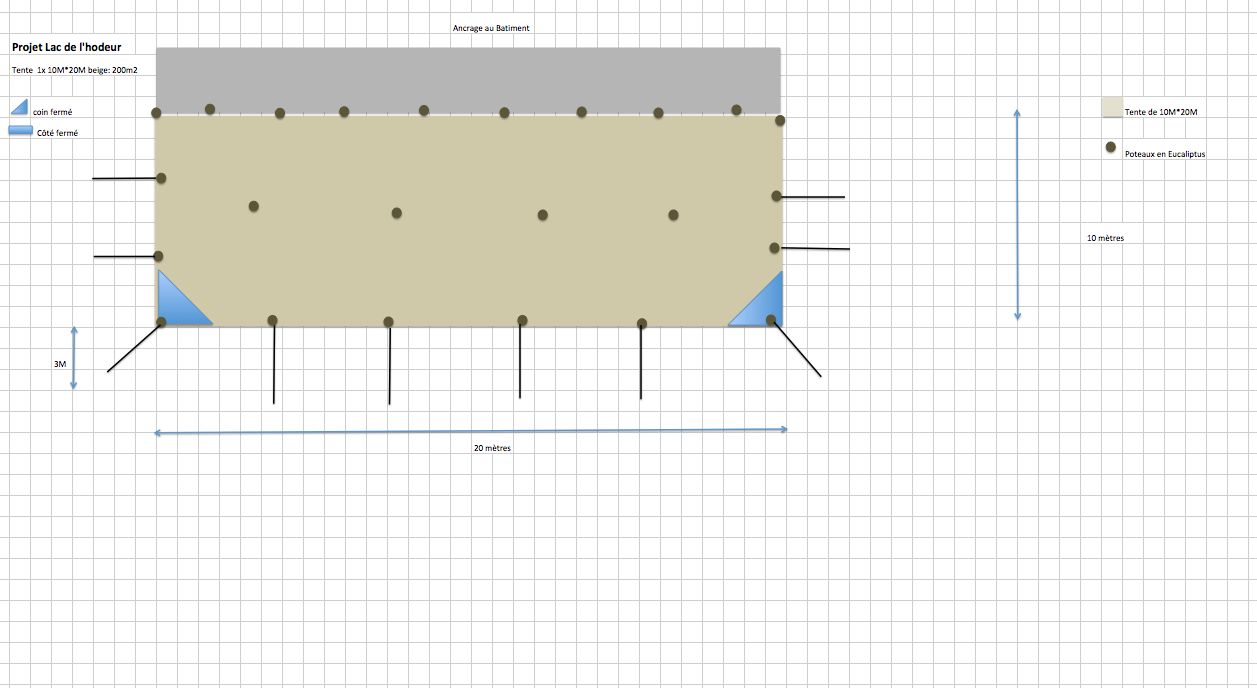 Ancrage au Batiment
Projet Lac de l'hodeur
Tente 1x 10M*20M beige: 200m2
coin fermé
Côté fermé
Tente de 10M*20M
Poteaux en Eucaliptus
10 mètres
3M
20 mètres